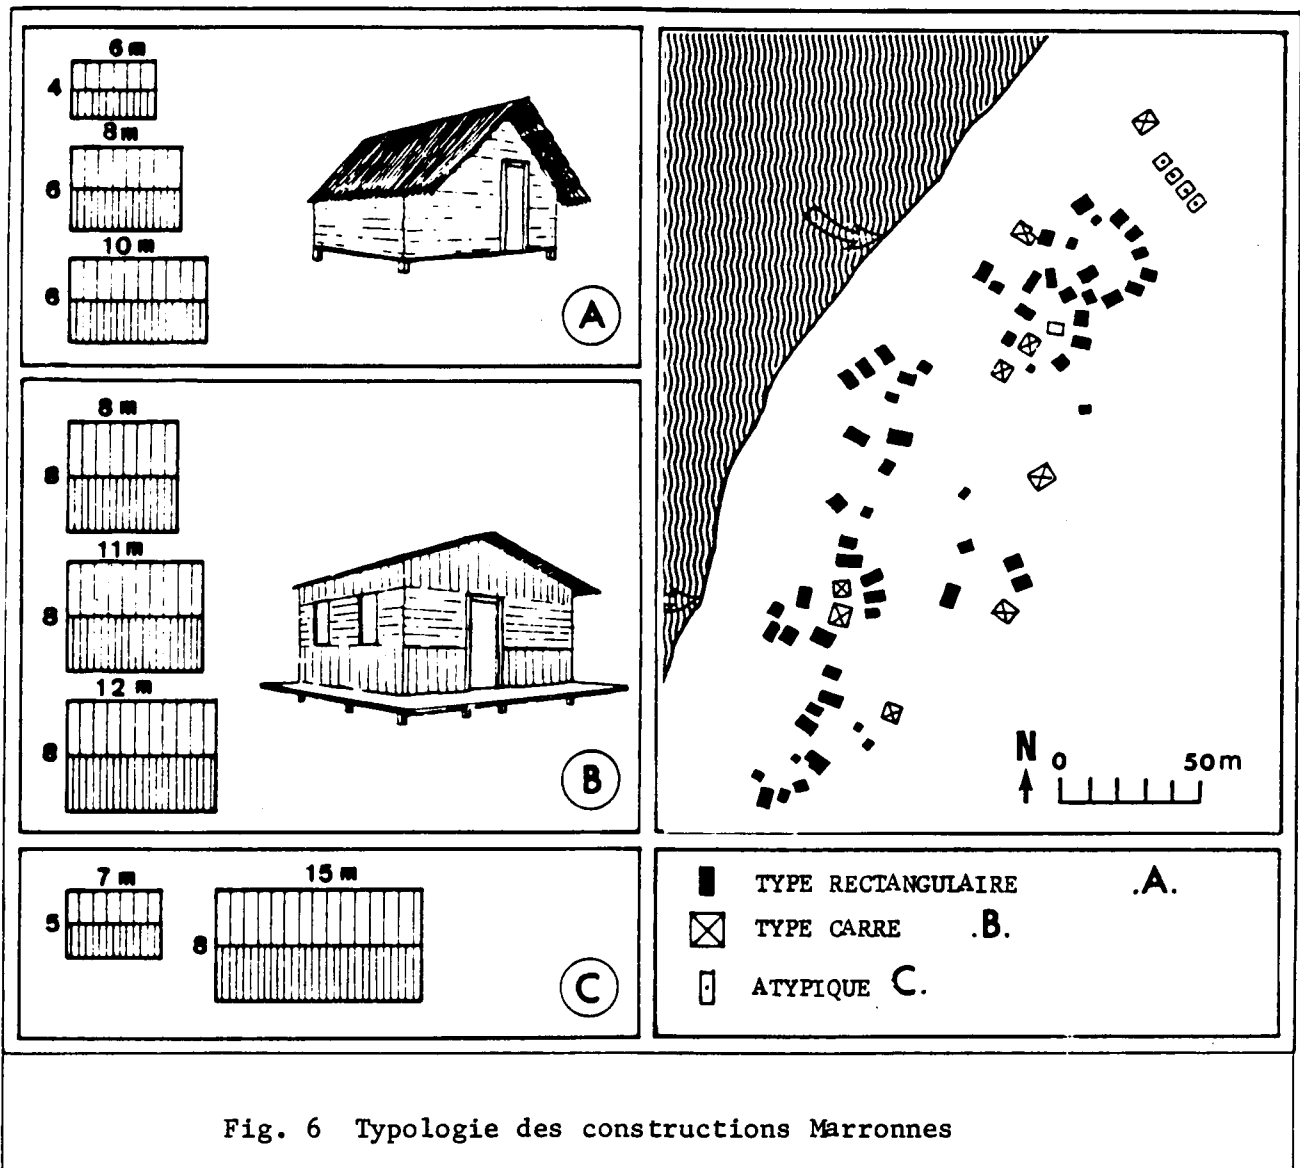 6 m
4
8 m
6
10 m
6
A
8 m
8
11 m
8
12 m
8
B
7 m
5
15 m
8
C
N
0 50 m
TYPE RECTANGULAIRE .A.
TYPE CARRE .B.
ATYPIQUE C.
Fig. 6 Typologie des constructions Marronnes